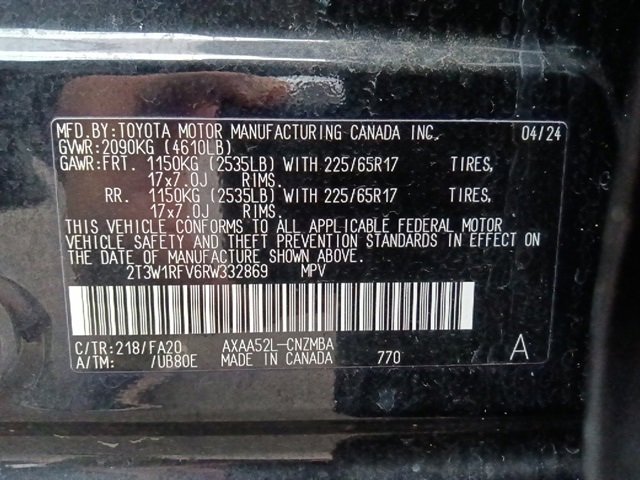 MFD.BY:TOYOTA MOTOR MANUFACTURING CANADA INC. 04/24
GVWR:2090KG (4610LB)
GAWR:FRT. 1150KG (2535LB) WITH 225/65R17 TIRES,
17x7.0J RIMS.
RR. 1150KG (2535LB) WITH 225/65R17 TIRES,
17x7.0J RIMS.
THIS VEHICLE CONFORMS TO ALL APPLICABLE FEDERAL MOTOR
VEHICLE SAFETY AND THEFT PREVENTION STANDARDS IN EFFECT ON
THE DATE OF MANUFACTURE SHOWN ABOVE.
2T3W1RFV6RW332869 MPV
C/TR:218/FA20 AXAA52L-CNZMBA
A/TM: /UB80E MADE IN CANADA 770 A